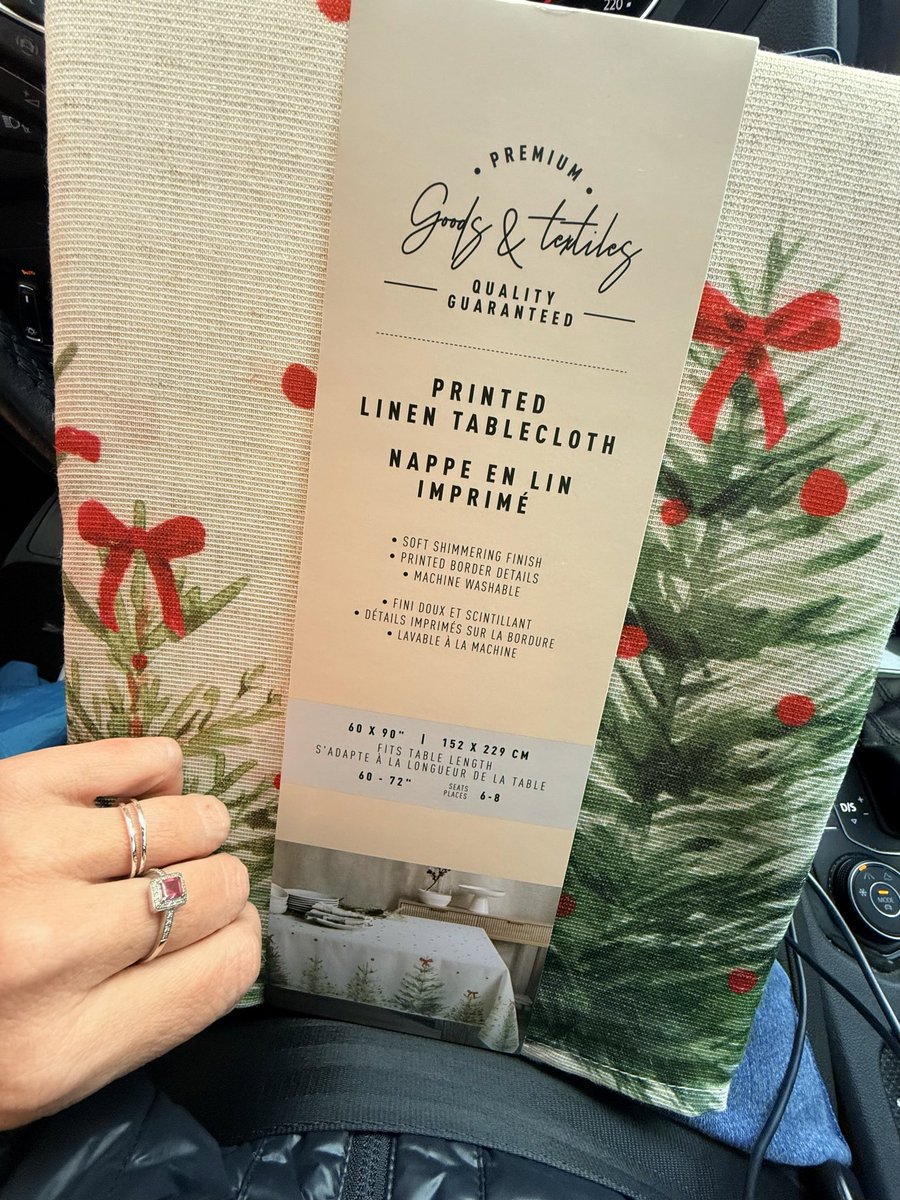 220
PREMIUM
Goods & textiles
QUALITY
GUARANTEED
PRINTED
LINEN TABLECLOTH
NAPPE EN LIN
IMPRIMÉ
• SOFT SHIMMERING FINISH
• PRINTED BORDER DETAILS
• MACHINE WASHABLE
• FINI DOUX ET SCINTILLANT
• DÉTAILS IMPRIMÉS SUR LA BORDURE
• LAVABLE À LA MACHINE
60 X 90" | 152 X 229 CM
FITS TABLE LENGTH
S'ADAPTE À LA LONGUEUR DE LA TABLE
60 - 72" SEATS PLACES 6-8
D/S
MODE